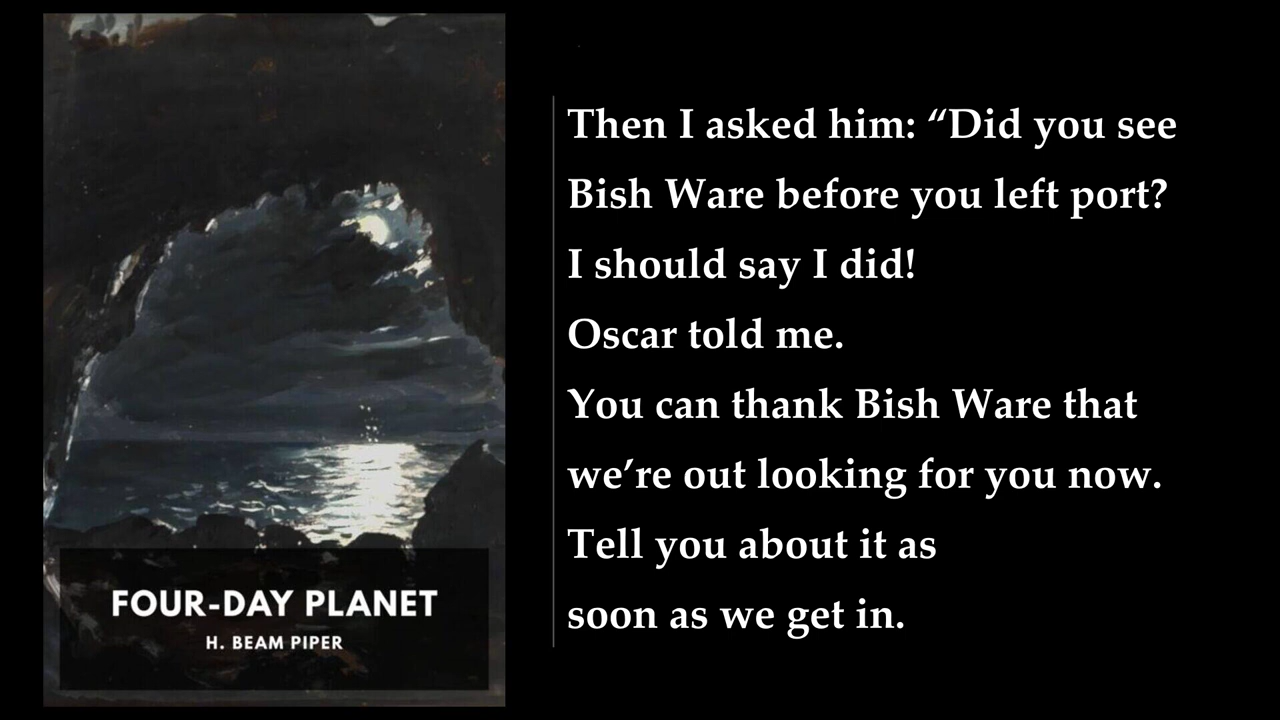 FOUR-DAY PLANET
H. BEAM PIPER
Then I asked him: “Did you see
Bish Ware before you left port?
I should say I did!
Oscar told me.
You can thank Bish Ware that
we’re out looking for you now.
Tell you about it as
soon as we get in.